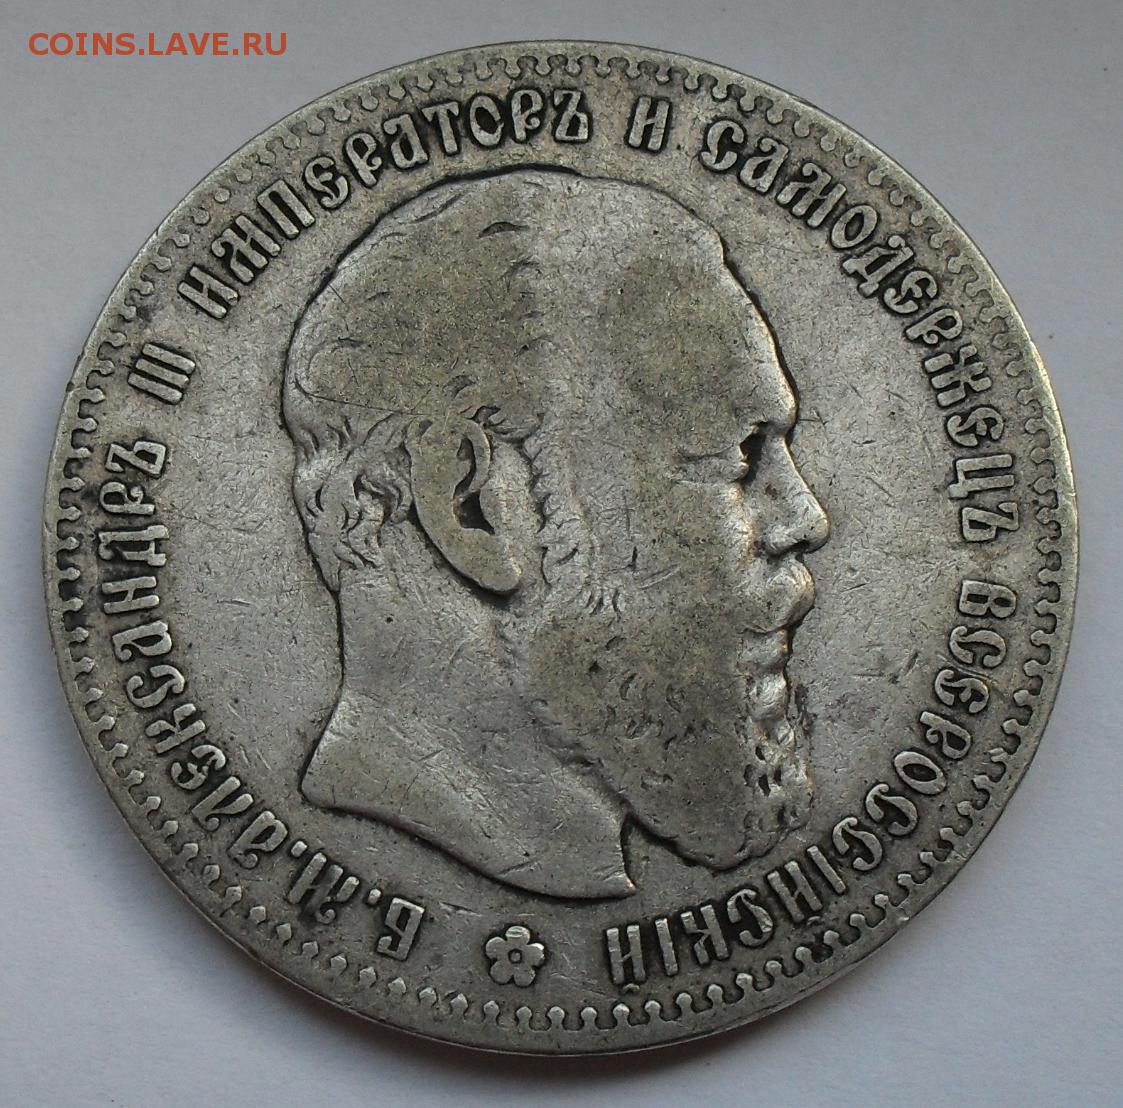 COINS.LAVE.RU
Б.М.АЛЕКСАНДРЪ III ИМПЕРАТОРЪ И САМОДЕРЖЕЦЪ ВСЕРОССІЙСКІЙ